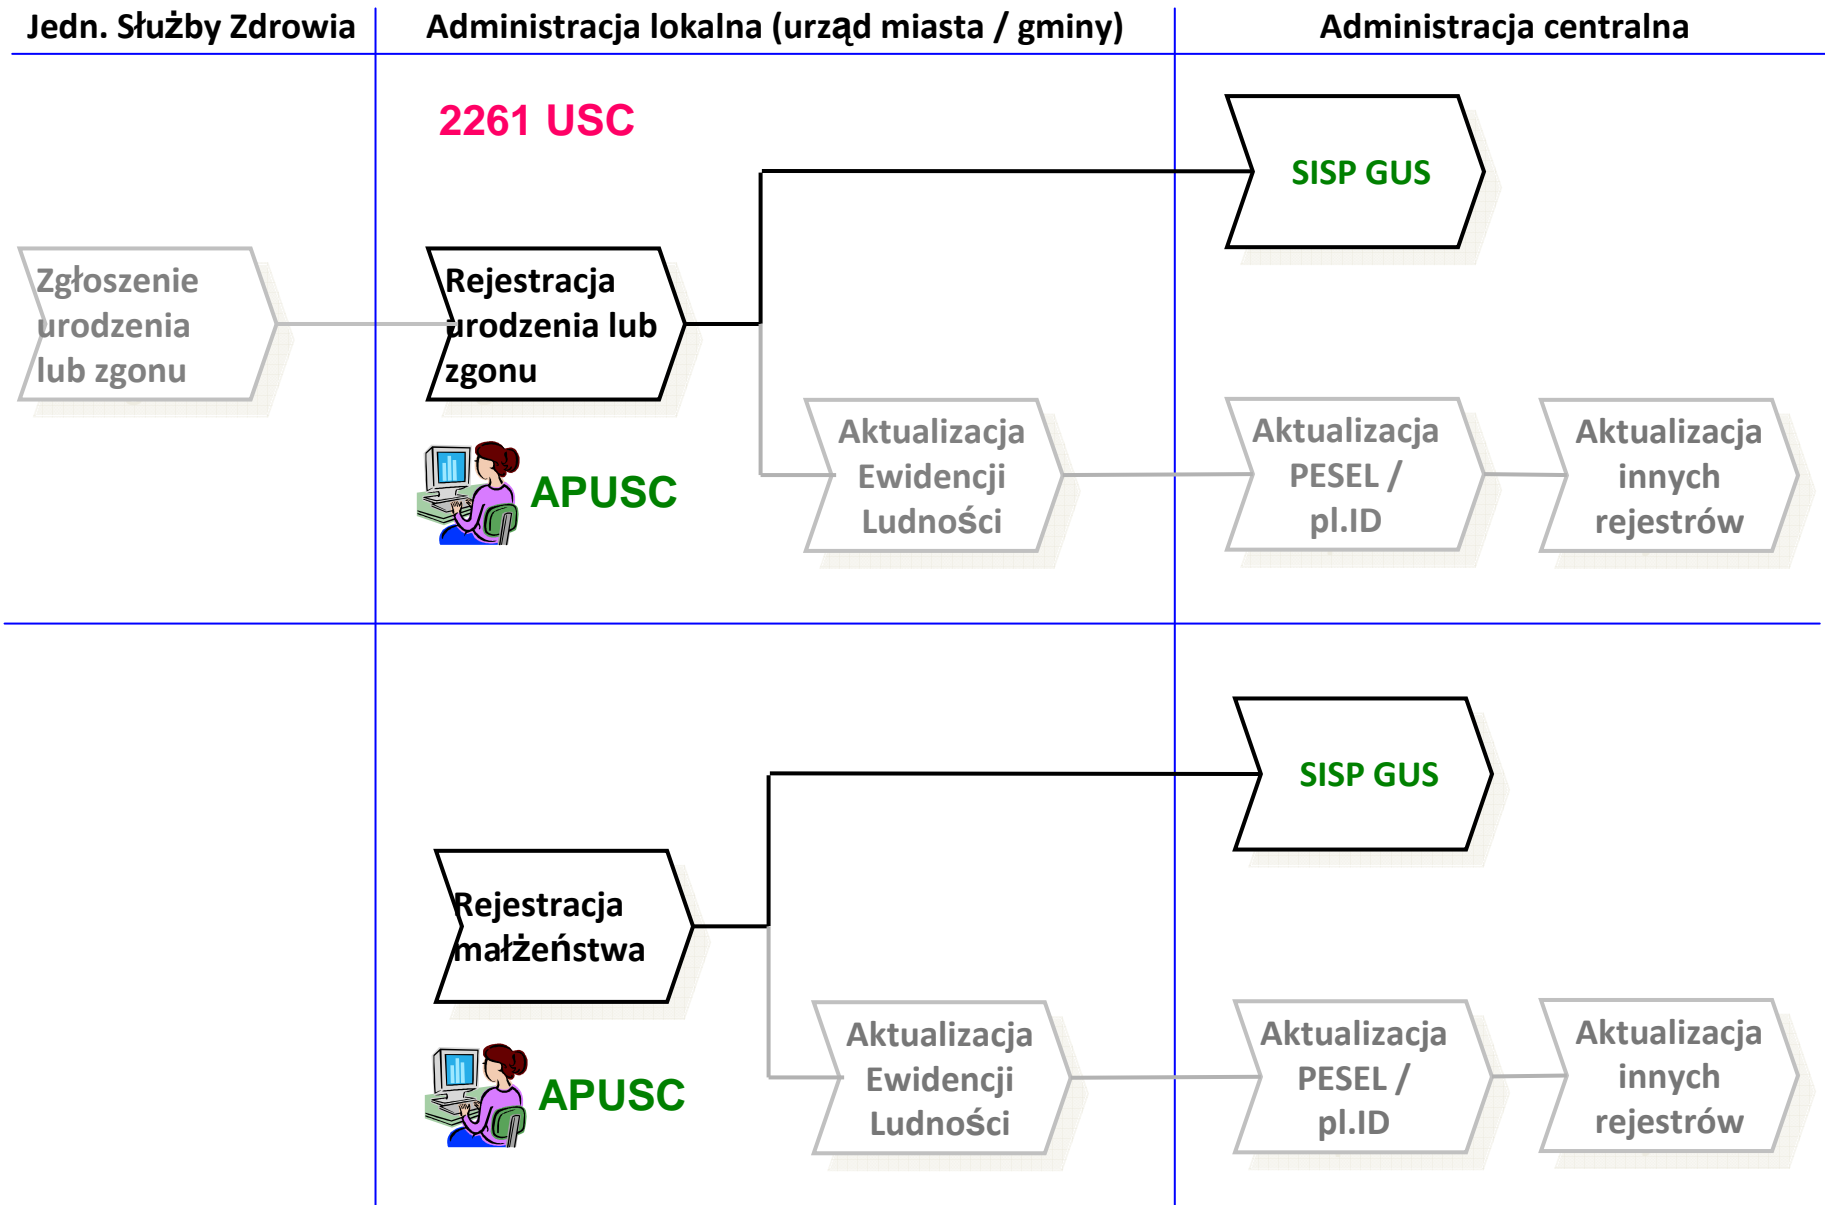 Jedn. Służby Zdrowia
Administracja lokalna (urząd miasta / gminy)
Administracja centralna
2261 USC
SISP GUS
Zgłoszenie
urodzenia
lub zgonu
Rejestracja
urodzenia lub
zgonu
APUSC
Aktualizacja
Ewidencji
Ludności
Aktualizacja
PESEL /
pl.ID
Aktualizacja
innych
rejestrów
SISP GUS
Rejestracja
małżeństwa
APUSC
Aktualizacja
Ewidencji
Ludności
Aktualizacja
PESEL /
pl.ID
Aktualizacja
innych
rejestrów